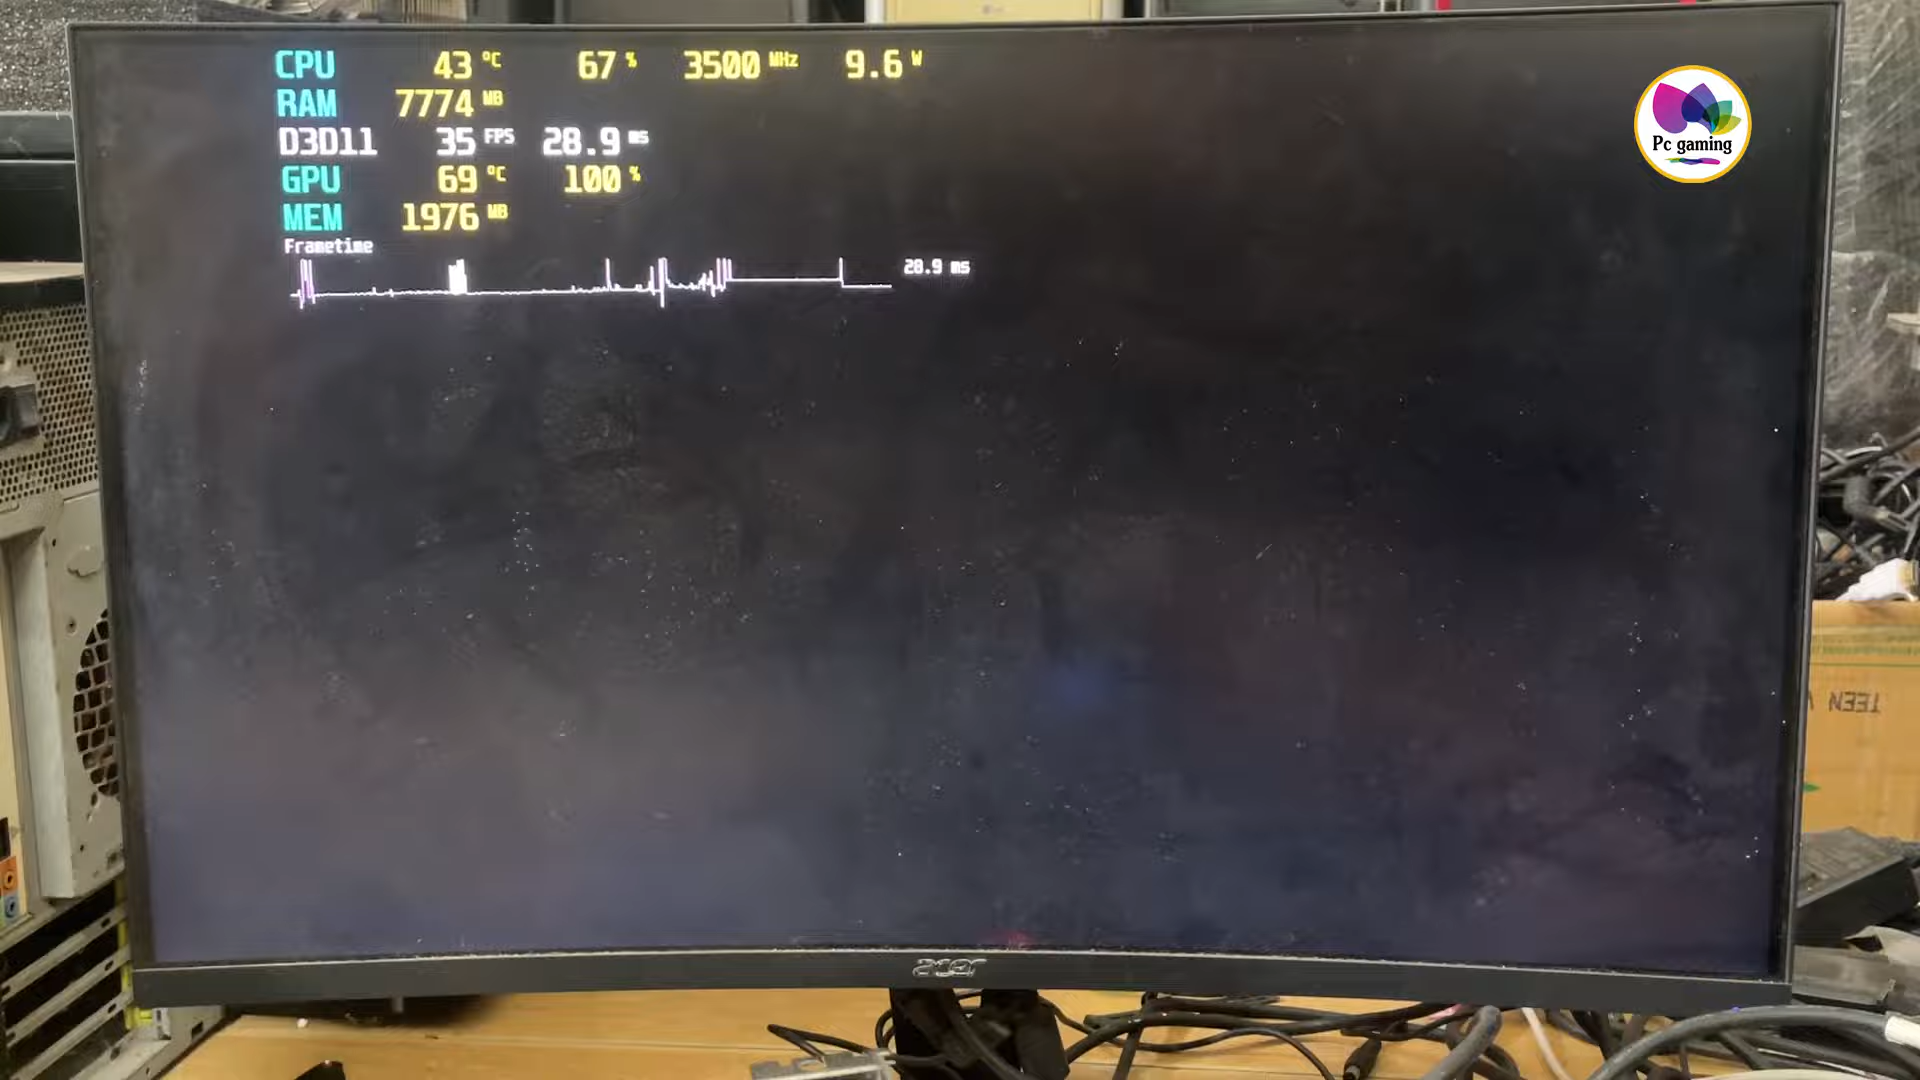 CPU 43 °C 67 % 3500 MHz 9.6 W
RAM 7774 MB
D3D11 35 FPS 28.9 ms
GPU 69 °C 100 %
MEM 1976 MB
Frametime
28.9 ms
Pc gaming
acer
TEEN